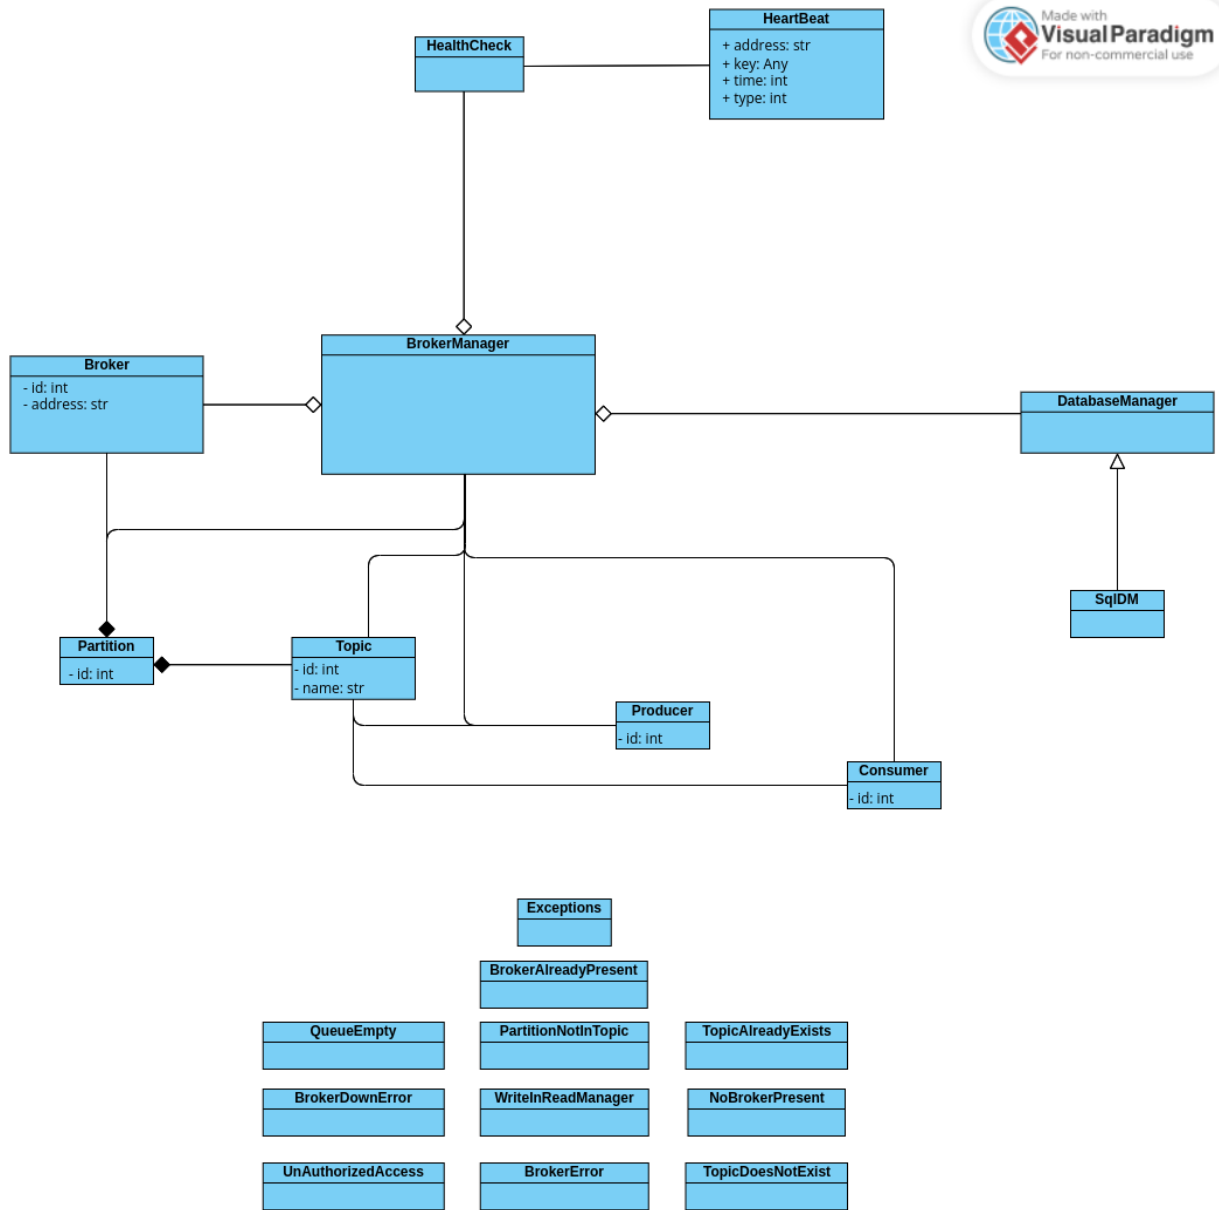 Made with
Visual Paradigm
For non-commercial use
HeartBeat
+ address: str
+ key: Any
+ time: int
+ type: int
HealthCheck
BrokerManager
Broker
- id: int
- address: str
DatabaseManager
SqlDM
Partition
- id: int
Topic
- id: int
- name: str
Producer
- id: int
Consumer
- id: int
Exceptions
BrokerAlreadyPresent
QueueEmpty
PartitionNotInTopic
TopicAlreadyExists
BrokerDownError
WriteInReadManager
NoBrokerPresent
UnAuthorizedAccess
BrokerError
TopicDoesNotExist